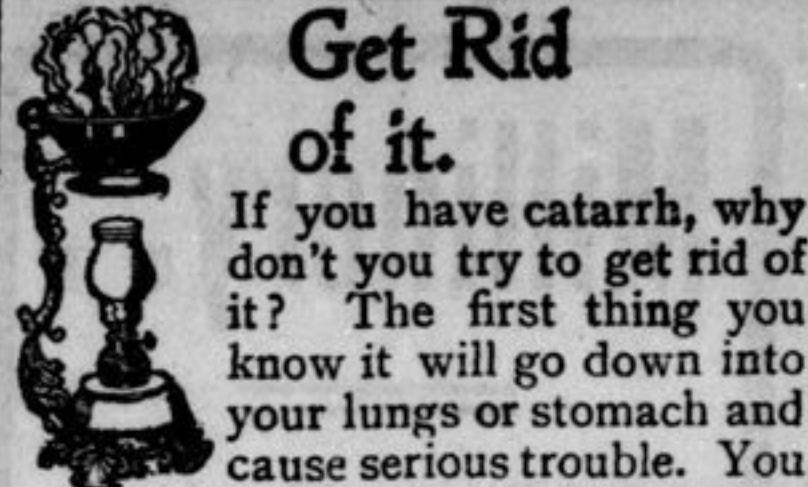 Get Rid
of it.
If you have catarrh, why
don't you try to get rid of
it? The first thing you
know it will go down into
your lungs or stomach and
cause serious trouble. You